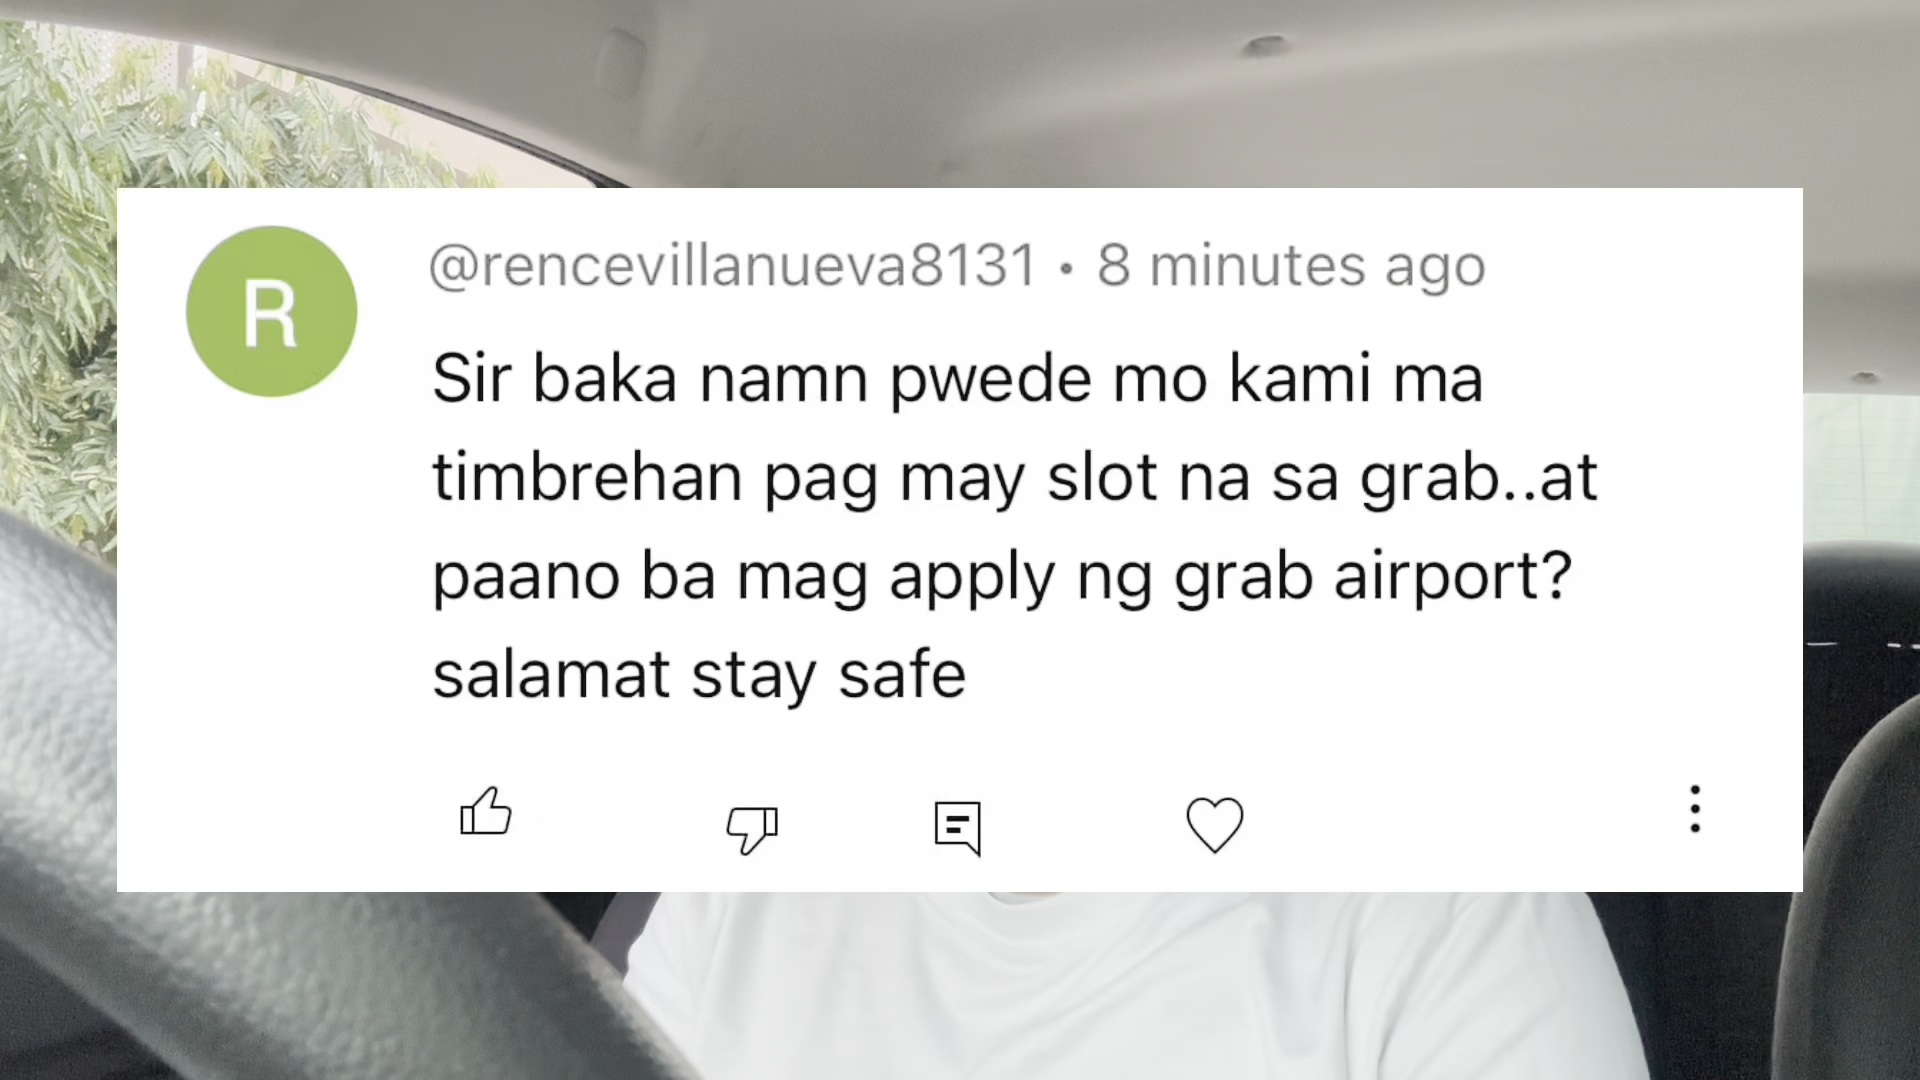 R
@rencevillanueva8131 • 8 minutes ago
Sir baka namn pwede mo kami ma
timbrehan pag may slot na sa grab..at
paano ba mag apply ng grab airport?
salamat stay safe